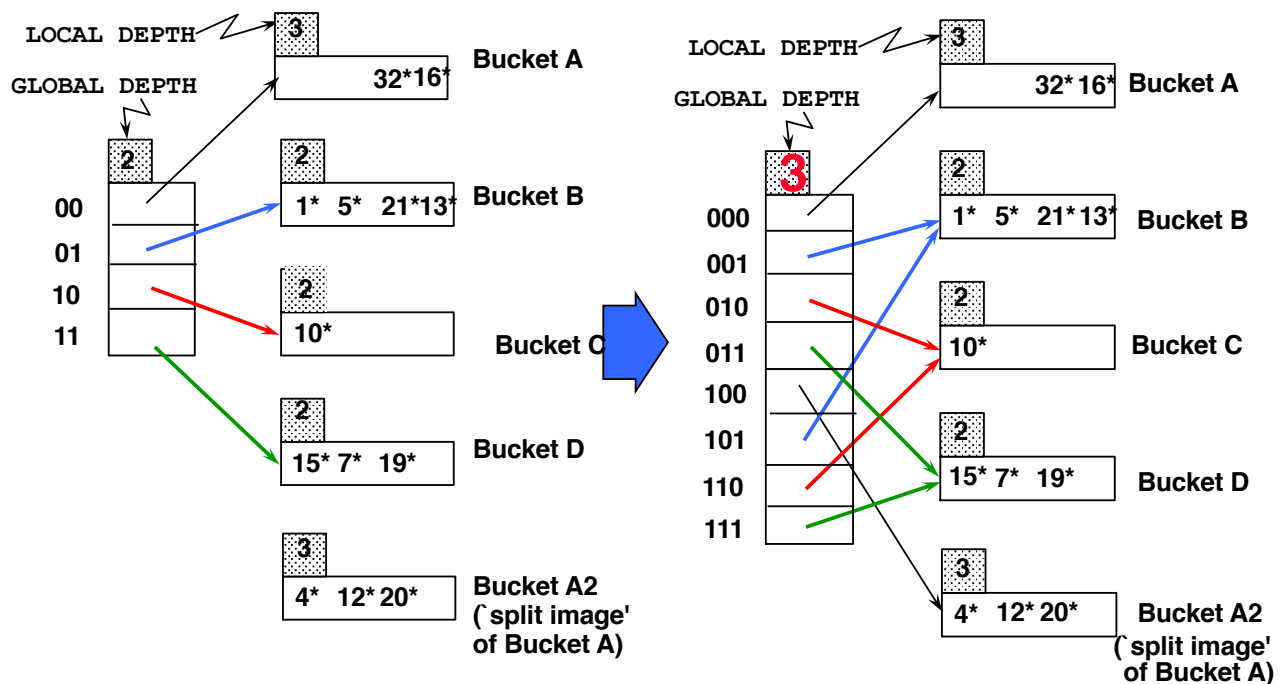 LOCAL DEPTH
3
Bucket A
32* 16*
GLOBAL DEPTH
2
00
01
10
11
2
1* 5* 21* 13*
Bucket B
2
10*
Bucket C
2
15* 7* 19*
Bucket D
3
4* 12* 20*
Bucket A2
(`split image'
of Bucket A)
LOCAL DEPTH
3
32* 16*
Bucket A
GLOBAL DEPTH
3
000
001
010
011
100
101
110
111
2
1* 5* 21* 13*
Bucket B
2
10*
Bucket C
2
15* 7* 19*
Bucket D
3
4* 12* 20*
Bucket A2
(`split image'
of Bucket A)